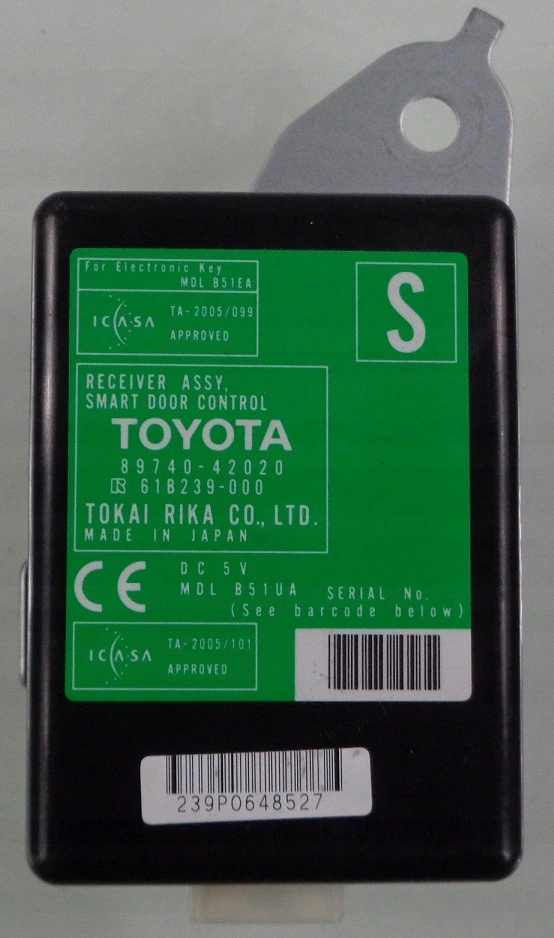 For Electronic Key
MDL B51EA
ICASA
TA-2005/099
APPROVED
S
RECEIVER ASSY,
SMART DOOR CONTROL
TOYOTA
89740-42020
R 61B239-000
TOKAI RIKA CO., LTD.
MADE IN JAPAN
CE
DC 5V
MDL B51UA
SERIAL No.
(See barcode below)
ICASA
TA-2005/101
APPROVED
239P0648527